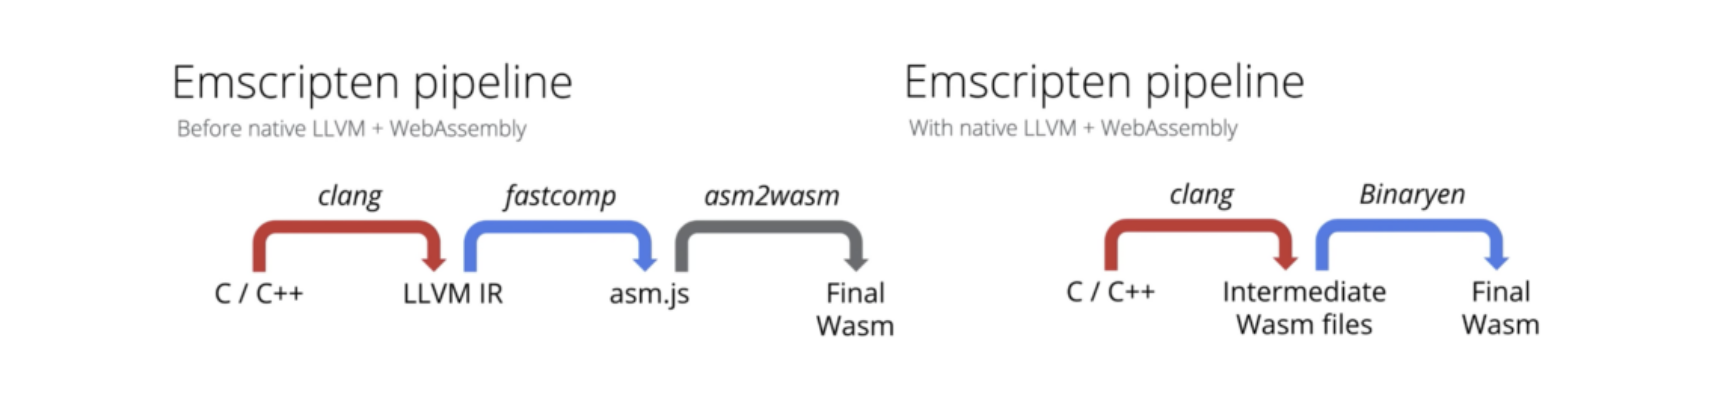 Emscripten pipeline
Before native LLVM + WebAssembly
clang
fastcomp
asm2wasm
C / C++
LLVM IR
asm.js
Final
Wasm
Emscripten pipeline
With native LLVM + WebAssembly
clang
Binaryen
C / C++
Intermediate
Wasm files
Final
Wasm